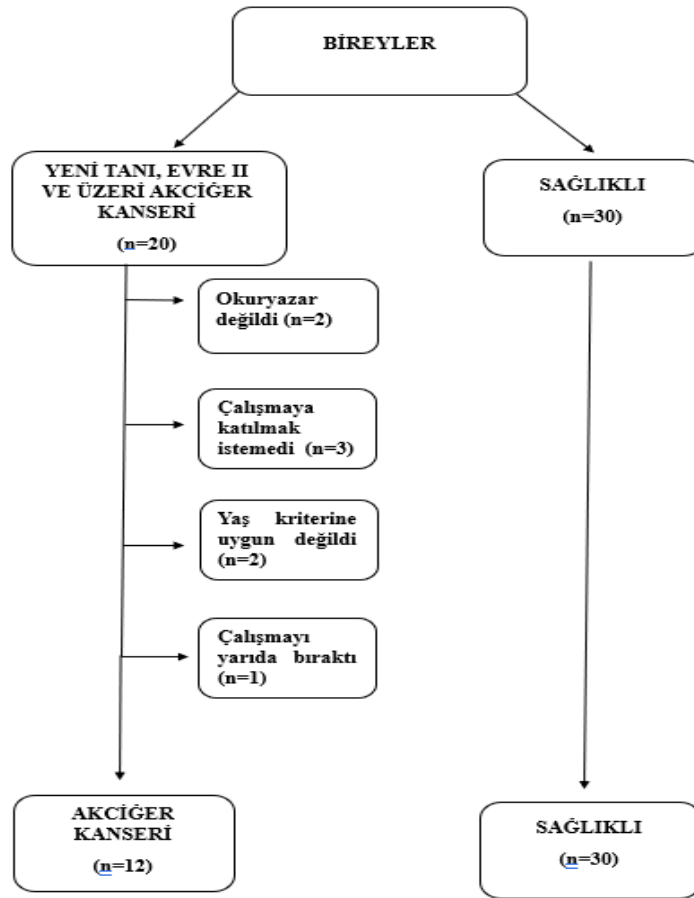 BİREYLER
YENİ TANI, EVRE II
VE ÜZERİ AKCİĞER
KANSERİ
(n=20)
SAĞLIKLI
(n=30)
Okuryazar
değildi (n=2)
Çalışmaya
katılmak
istemedi (n=3)
Yaş kriterine
uygun değildi
(n=2)
Çalışmayı
yarıda bıraktı
(n=1)
AKCİĞER
KANSERİ
(n=12)
SAĞLIKLI
(n=30)